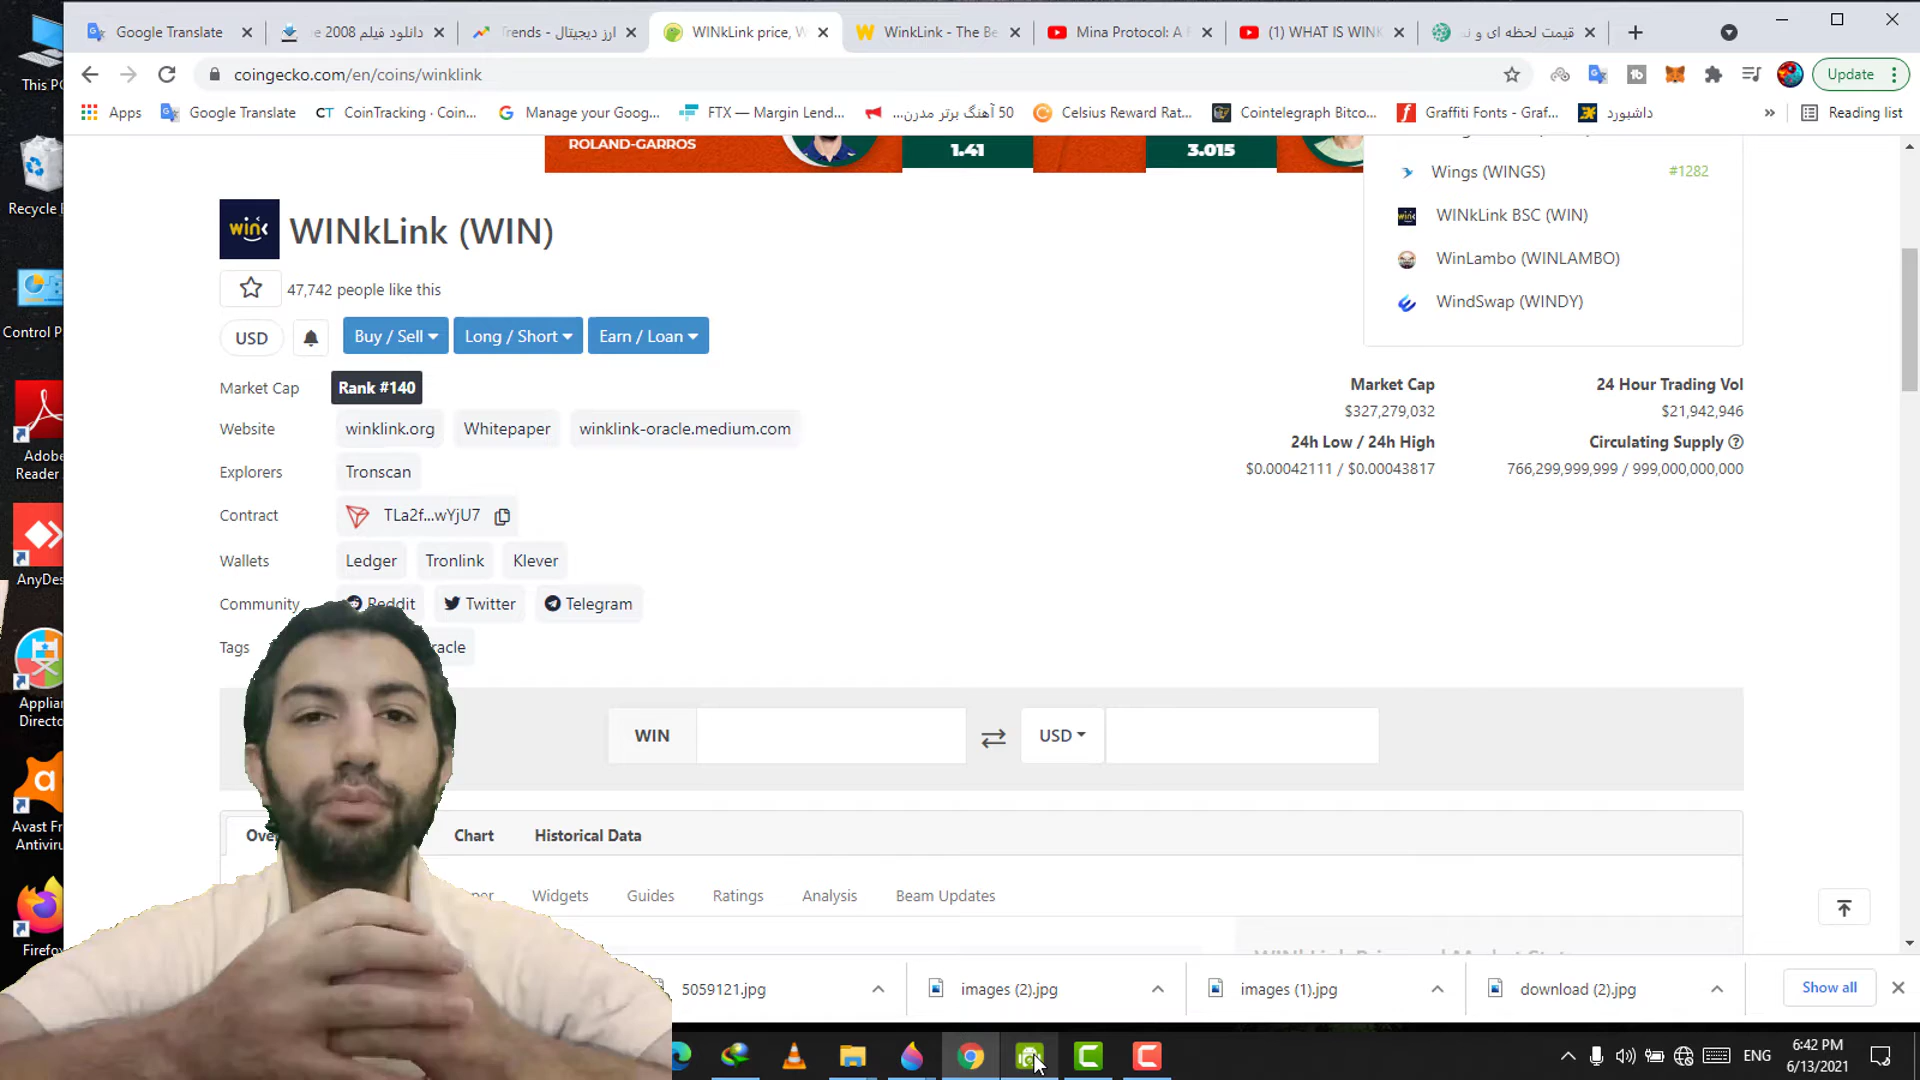 Google Translate
دانلود فیلم 2008 e
ارز دیجیتال - Trends
WINkLink price, W
WinkLink - The Be
Mina Protocol: A F
(1) WHAT IS WINK
قیمت لحظه ای و نه
coingecko.com/en/coins/winklink
Update
Apps
Google Translate
CT CoinTracking · Coin...
Manage your Goog...
FTX — Margin Lend...
50 آهنگ برتر مدرن...
Celsius Reward Rat...
Cointelegraph Bitco...
Graffiti Fonts - Graf...
داشبورد
»
Reading list
ROLAND-GARROS
1.41
3.015
Wings (WINGS)
#1282
WINkLink BSC (WIN)
WinLambo (WINLAMBO)
WindSwap (WINDY)
wink
WINkLink (WIN)
47,742 people like this
USD
Buy / Sell
Long / Short
Earn / Loan
Market Cap
Rank #140
Website
winklink.org
Whitepaper
winklink-oracle.medium.com
Explorers
Tronscan
Contract
TLa2f...wYjU7
Wallets
Ledger
Tronlink
Klever
Community
Reddit
Twitter
Telegram
Tags
racle
Market Cap
$327,279,032
24 Hour Trading Vol
$21,942,946
24h Low / 24h High
$0.00042111 / $0.00043817
Circulating Supply
766,299,999,999 / 999,000,000,000
WIN
USD
Ove
Chart
Historical Data
Widgets
Guides
Ratings
Analysis
Beam Updates
5059121.jpg
images (2).jpg
images (1).jpg
download (2).jpg
Show all
ENG
6:42 PM
6/13/2021
This PC
Recycle B
Control P
Adobe
Reader
AnyDes
Applian
Directo
Avast Fr
Antiviru
Firefo